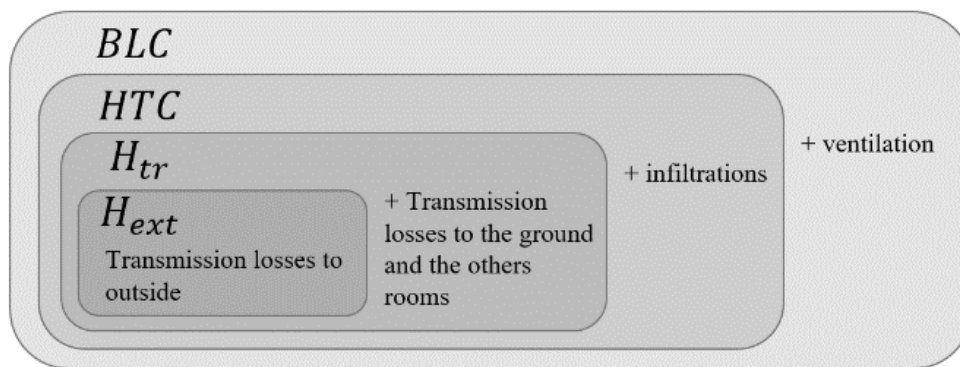 BLC
HTC
H_tr
H_ext
Transmission losses to
outside
+ Transmission
losses to the ground
and the others
rooms
+ infiltrations
+ ventilation